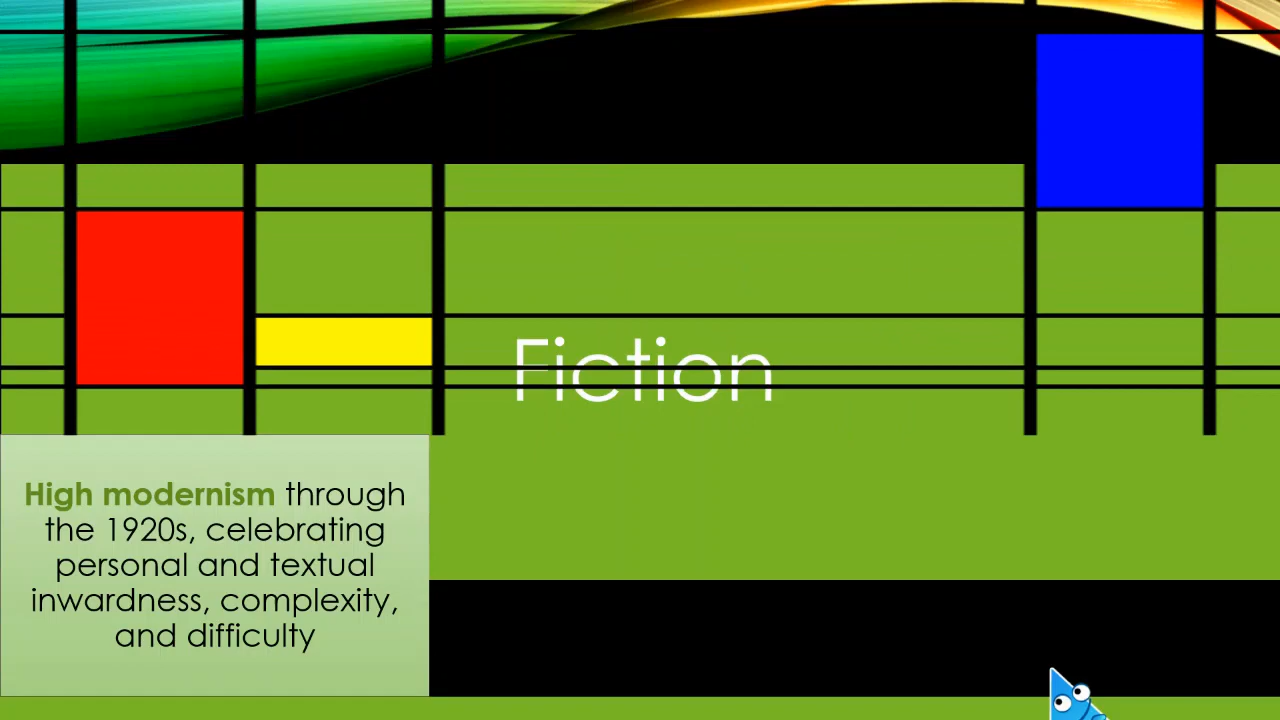 Fiction
High modernism through
the 1920s, celebrating
personal and textual
inwardness, complexity,
and difficulty